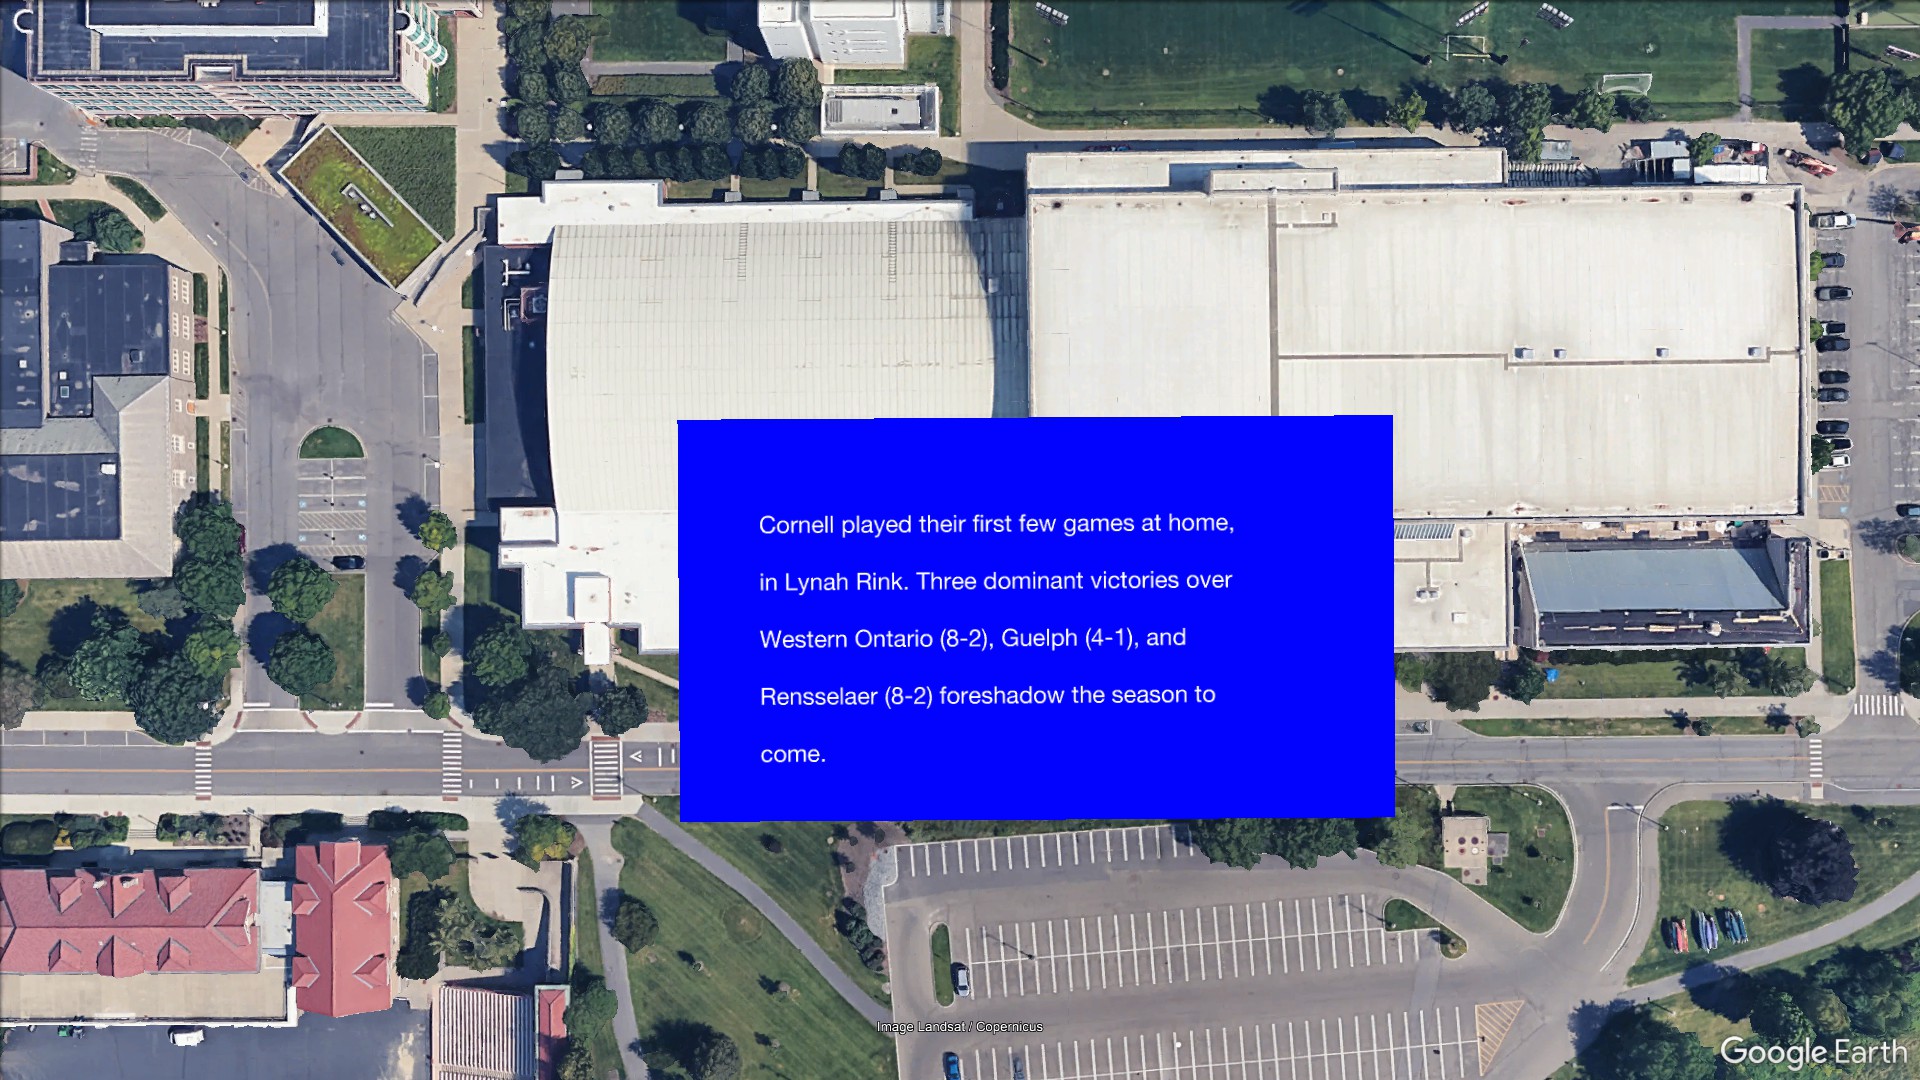 Cornell played their first few games at home,
in Lynah Rink. Three dominant victories over
Western Ontario (8-2), Guelph (4-1), and
Rensselaer (8-2) foreshadow the season to
come.
Image Landsat / Copernicus
Google Earth